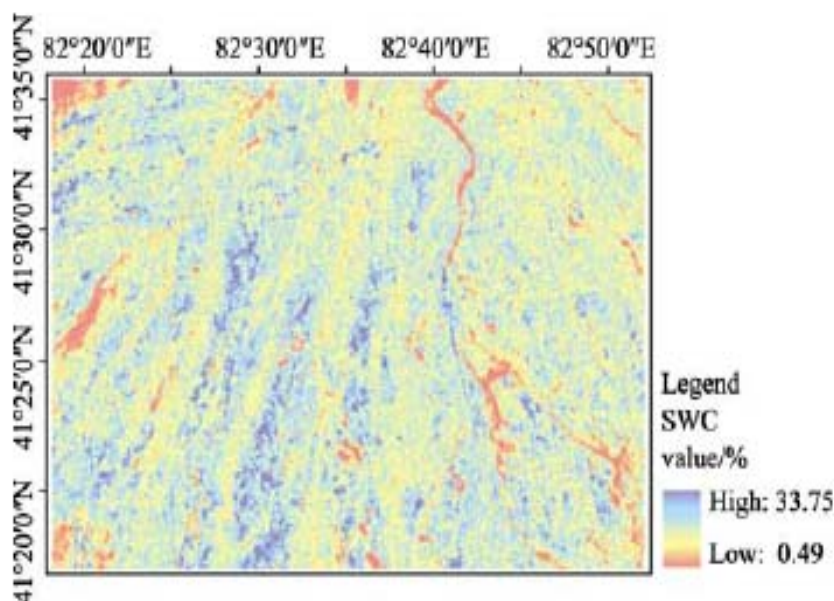 82°20′0″E 82°30′0″E 82°40′0″E 82°50′0″E
41°35′0″N
41°30′0″N
41°25′0″N
41°20′0″N
Legend
SWC
value/%
High: 33.75
Low: 0.49